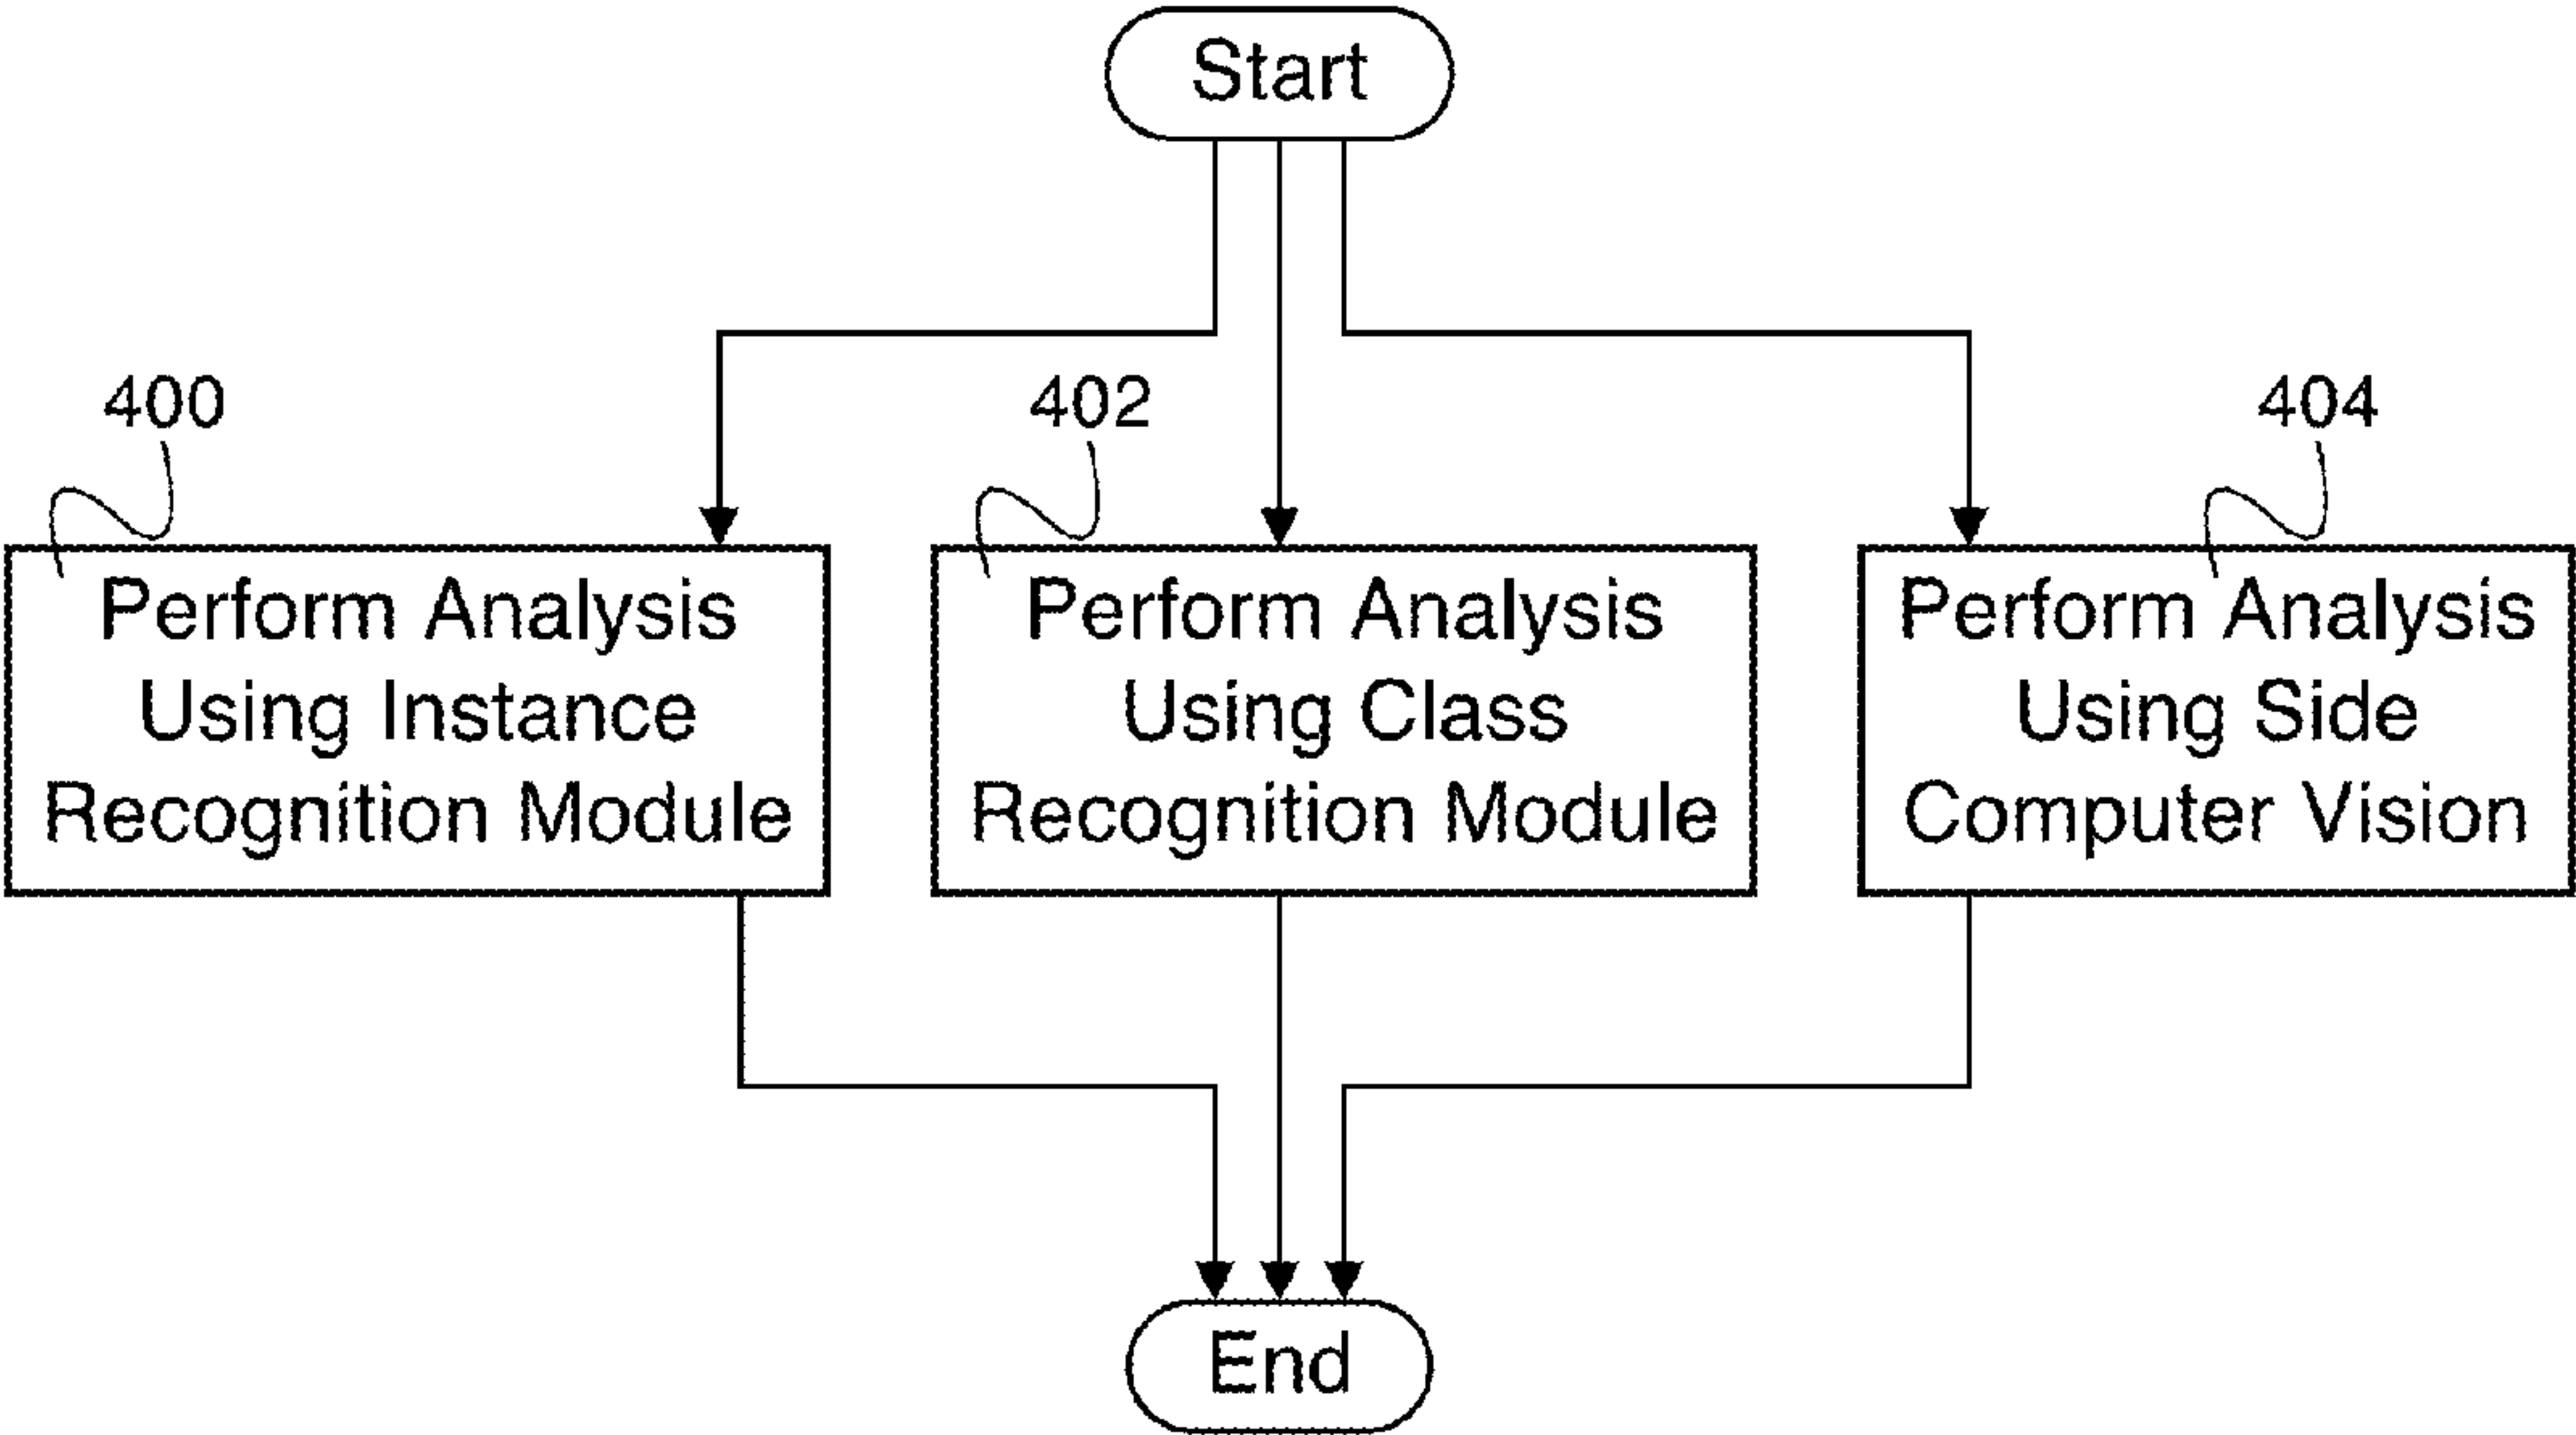 Start
400
402
404
Perform Analysis
Using Instance
Recognition Module
Perform Analysis
Using Class
Recognition Module
Perform Analysis
Using Side
Computer Vision
End